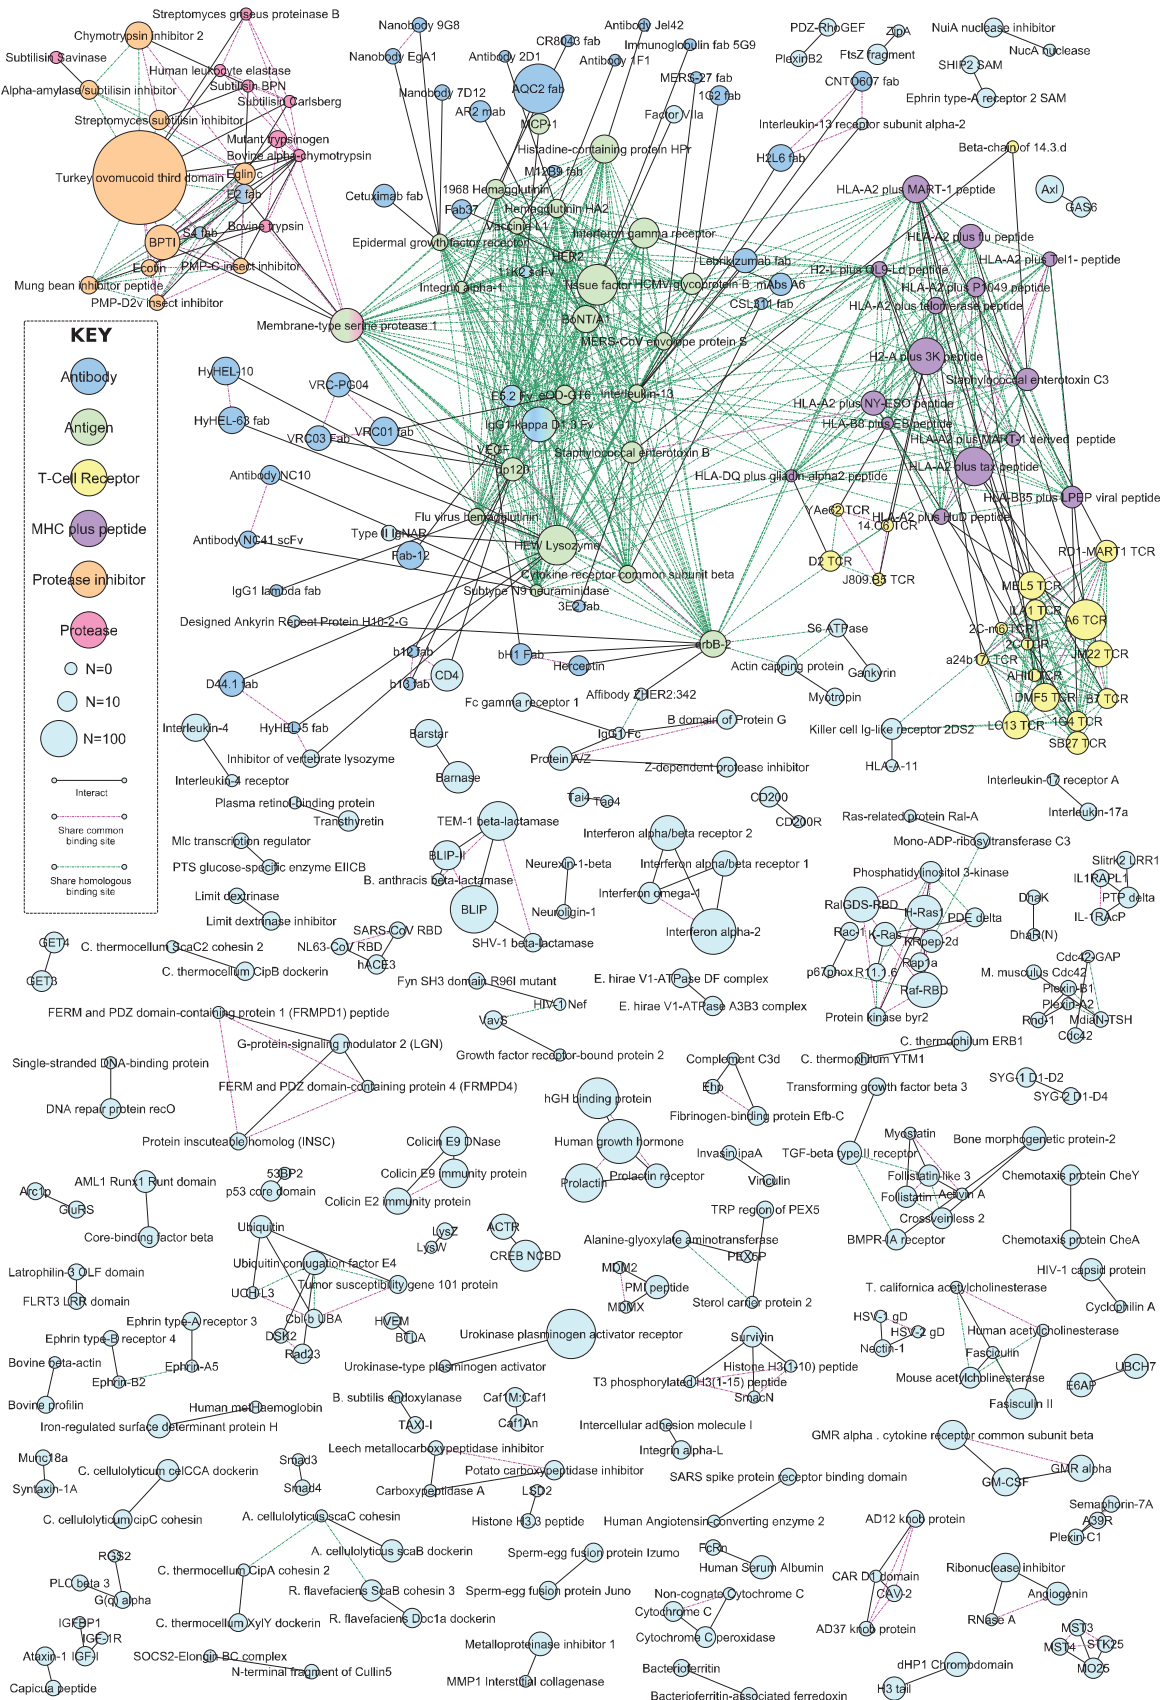 Streptomyces griseus proteinase B
Chymotrypsin inhibitor 2
Subtilisin Savinase
Human leukocyte elastase
Subtilisin BPN
Alpha-amylase/subtilisin inhibitor
Subtilisin Carlsberg
Streptomyces subtilisin inhibitor
Mutant trypsinogen
Bovine alpha-chymotrypsin
Turkey ovomucoid third domain
Eglin c
E2 fab
Bovine trypsin
S4 fab
BPTI
Ecotin
PMP-C insect inhibitor
Mung bean inhibitor peptide
PMP-D2v insect inhibitor
Membrane-type serine protease 1
Nanobody 9G8
Nanobody EgA1
Nanobody 7D12
Antibody 2D1
CR8043 fab
Antibody Jel42
Immunoglobulin fab 5G9
Antibody 1F1
MERS-27 fab
1G2 fab
AQC2 fab
AR2 mab
MCP-1
Factor VIIa
Histidine-containing protein HPr
M12B9 fab
1968 Hemagglutinin
Cetuximab fab
Fab37
Hemagglutinin HA2
Vaccinia L1
Epidermal growth factor receptor
Interferon gamma receptor
HER2
11K2 scFv
Tissue factor
HCMV glycoprotein B
Integrin alpha-1
Lebrikizumab fab
mAbs A6
CSL311 fab
BoNT/A1
MERS-CoV envelope protein S
PDZ-RhoGEF
PlexinB2
ZipA
FtsZ fragment
NuiA nuclease inhibitor
NucA nuclease
SHIP2 SAM
Ephrin type-A receptor 2 SAM
CNTO607 fab
Interleukin-13 receptor subunit alpha-2
H2L6 fab
Beta-chain of 14.3.d
HLA-A2 plus MART-1 peptide
Axl
GAS6
HLA-A2 plus flu peptide
HLA-A2 plus Tel1- peptide
H2-L plus QL9-Ld peptide
HLA-A2 plus P1049 peptide
HLA-A2 plus telomerase peptide
H2-A plus 3K peptide
Staphylococcal enterotoxin C3
HLA-A2 plus NY-ESO peptide
HLA-B8 plus EB peptide
HLA-A2 plus MART-1 derived peptide
HLA-A2 plus tax peptide
HLA-DQ plus gliadin alpha2 peptide
HLA-B35 plus LPEP viral peptide
HLA-A2 plus HuD peptide
KEY
Antibody
Antigen
T-Cell Receptor
MHC plus peptide
Protease inhibitor
Protease
N=0
N=10
N=100
Interact
Share common
binding site
Share homologous
binding site
HyHEL-10
VRC-PG04
HyHEL-63 fab
VRC03 Fab
VRC01 fab
E5.2 Fv
eOD-GT6
Interleukin-13
IgG1-kappa D1.3 Fv
Staphylococcal enterotoxin B
VEGF
gp120
Antibody NC10
Flu virus hemagglutinin
Type II IgNAR
Antibody NC41 scFv
Fab-12
HEW Lysozyme
Cytokine receptor common subunit beta
IgG1 lambda fab
Subtype N9 neuraminidase
3E2 fab
Designed Ankyrin Repeat Protein H10-2-G
erbB-2
b12 fab
CD4
bH1 Fab
Herceptin
b13 fab
D44.1 fab
HyHEL-5 fab
Inhibitor of vertebrate lysozyme
YAe62 TCR
14.C6 TCR
D2 TCR
J809.B5 TCR
RD1-MART1 TCR
MEL5 TCR
ILA1 TCR
A6 TCR
2C-m6 TCR
2C TCR
JM22 TCR
a24b17 TCR
AHIII TCR
DMF5 TCR
B7 TCR
LC13 TCR
1G4 TCR
SB27 TCR
S6 ATPase
Actin capping protein
Gankyrin
Myotropin
Affibody ZHER2:342
Fc gamma receptor 1
IgG1 Fc
B domain of Protein G
Protein A/Z
Z-dependent protease inhibitor
Killer cell Ig-like receptor 2DS2
HLA-A-11
Interleukin-4
Interleukin-4 receptor
Barstar
Barnase
Plasma retinol-binding protein
Transthyretin
Tai4
Tae4
CD200
CD200R
Interleukin-17 receptor A
Interleukin-17a
Mlc transcription regulator
PTS glucose-specific enzyme EIICB
TEM-1 beta-lactamase
BLIP-II
B. anthracis beta-lactamase
BLIP
SHV-1 beta-lactamase
Neurexin-1-beta
Neuroligin-1
Interferon alpha/beta receptor 2
Interferon alpha/beta receptor 1
Interferon omega-1
Interferon alpha-2
Ras-related protein Ral-A
Mono-ADP-ribosyltransferase C3
Phosphatidylinositol 3-kinase
RalGDS-RBD
H-Ras1
PDE delta
Rac-1
K-Ras
KRpep-2d
Rap1a
p67phox
R11.1.6
Raf-RBD
Protein kinase byr2
DhaK
DhaR(N)
Slitrk2 LRR1
IL1RAPL1
PTP delta
IL-1RAcP
Limit dextrinase
Limit dextrinase inhibitor
SARS-CoV RBD
NL63-CoV RBD
hACE3
GET4
GET3
C. thermocellum ScaC2 cohesin 2
C. thermocellum CipB dockerin
Fyn SH3 domain R96I mutant
HIV-1 Nef
VavS
Growth factor receptor-bound protein 2
E. hirae V1-ATPase DF complex
E. hirae V1-ATPase A3B3 complex
Cdc42-GAP
M. musculus Cdc42
Plexin-B1
Plexin-A2
Rnd-1
MdiaN-TSH
Cdc42
C. thermophilum ERB1
C. thermophilum YTM1
FERM and PDZ domain-containing protein 1 (FRMPD1) peptide
G-protein-signaling modulator 2 (LGN)
FERM and PDZ domain-containing protein 4 (FRMPD4)
Protein inscuteable homolog (INSC)
Single-stranded DNA-binding protein
DNA repair protein recO
Complement C3d
Ehp
Fibrinogen-binding protein Efb-C
SYG-1 D1-D2
SYG-2 D1-D4
Transforming growth factor beta 3
TGF-beta type II receptor
Myostatin
Bone morphogenetic protein-2
Follistatin-like 3
Follistatin
Activin A
Crossveinless 2
BMPR-IA receptor
hGH binding protein
Human growth hormone
Prolactin
Prolactin receptor
Invasin ipaA
Vinculin
Chemotaxis protein CheY
Chemotaxis protein CheA
Colicin E9 DNase
Colicin E9 Immunity protein
Colicin E2 immunity protein
53BP2
p53 core domain
AML1 Runx1 Runt domain
Core-binding factor beta
Arc1p
GluRS
TRP region of PEX5
Alanine-glyoxylate aminotransferase
PEX5P
Sterol carrier protein 2
Ubiquitin
Ubiquitin conjugation factor E4
Tumor susceptibility gene 101 protein
UCH-L3
Cbl-b UBA
DSK2
Rad23
LysZ
LysW
ACTR
CREB NCBD
MDM2
PMI peptide
MDMX
HIV-1 capsid protein
Cyclophilin A
Latrophilin-3 OLF domain
FLRT3 LRR domain
T. californica acetylcholinesterase
Human acetylcholinesterase
Fasciculin
Mouse acetylcholinesterase
Fasisculin II
HSV-1 gD
HSV-2 gD
Nectin-1
UBCH7
E6AP
Ephrin type-A receptor 3
Ephrin type-B receptor 4
Ephrin-A5
Ephrin-B2
HVEM
BTLA
Urokinase plasminogen activator receptor
Urokinase-type plasminogen activator
Survivin
Histone H3(1-10) peptide
T3 phosphorylated H3(1-15) peptide
SmacN
Bovine beta-actin
Bovine profilin
Human metHaemoglobin
Iron-regulated surface determinant protein H
B. subtilis endoxylanase
TAXI-I
Caf1M:Caf1
Caf1An
Intercellular adhesion molecule I
Integrin alpha-L
GMR alpha . cytokine receptor common subunit beta
GM-CSF
GMR alpha
Leech metallocarboxypeptidase inhibitor
Potato carboxypeptidase inhibitor
Carboxypeptidase A
LSD2
Histone H3.3 peptide
SARS spike protein receptor binding domain
Human Angiotensin-converting enzyme 2
Munc18a
Syntaxin-1A
C. cellulolyticum celCCA dockerin
C. cellulolyticum cipC cohesin
Smad3
Smad4
Semaphorin-7A
A39R
Plexin-C1
A. cellulolyticus scaC cohesin
A. cellulolyticus scaB dockerin
C. thermocellum CipA cohesin 2
R. flavefaciens ScaB cohesin 3
R. flavefaciens Doc1a dockerin
C. thermocellum XylY dockerin
Sperm-egg fusion protein Izumo
Sperm-egg fusion protein Juno
FcRn
Human Serum Albumin
AD12 knob protein
CAR D1 domain
CAV-2
AD37 knob protein
Ribonuclease inhibitor
Angiogenin
RNase A
RGS2
PLC beta 3
G(q) alpha
IGFBP1
IGF-1R
IGF-I
Ataxin-1
Capicua peptide
SOCS2-Elongin BC complex
N-terminal fragment of Cullin5
Non-cognate Cytochrome C
Cytochrome C
Cytochrome C peroxidase
Metalloproteinase inhibitor 1
MMP1 Interstitial collagenase
Bacterioferritin
Bacterioferritin-associated ferredoxin
dHP1 Chromodomain
H3 tail
MST3
STK25
MST4
MO25